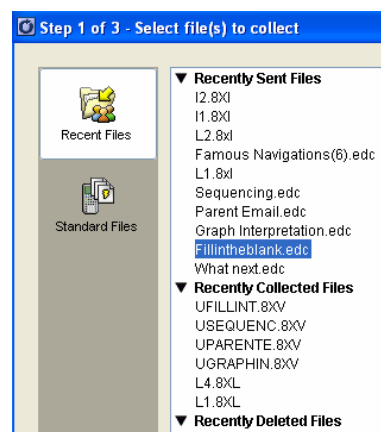 Step 1 of 3 - Select file(s) to collect
Recent Files
Standard Files
▼ Recently Sent Files
I2.8XI
I1.8XI
L2.8xl
Famous Navigations(6).edc
L1.8xl
Sequencing.edc
Parent Email.edc
Graph Interpretation.edc
Fillintheblank.edc
What next.edc
▼ Recently Collected Files
UFILLINT.8XV
USEQUENC.8XV
UPARENTE.8XV
UGRAPHIN.8XV
L4.8XL
L1.8XL
▼ Recently Deleted Files